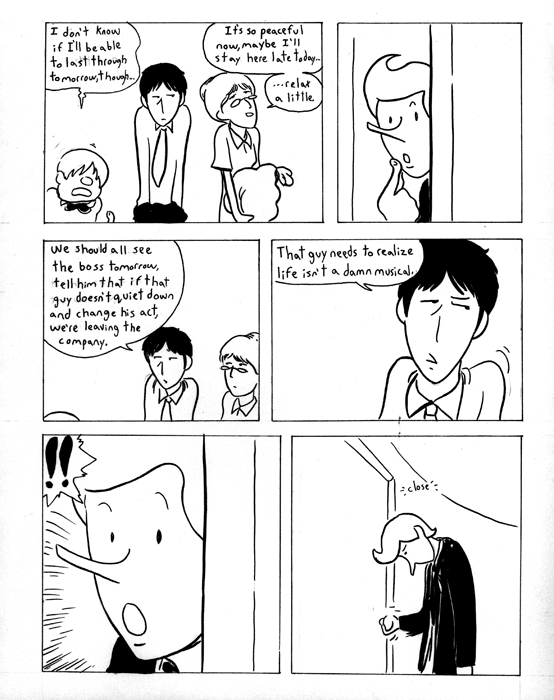 I don't know
if I'll be able
to last through
tomorrow, though...
It's so peaceful
now, maybe I'll
stay here late today...
...relax
a little
We should all see
the boss tomorrow,
tell him that if that
guy doesn't quiet down
and change his act,
we're leaving the
company.
That guy needs to realize
life isn't a damn musical.
!!
close